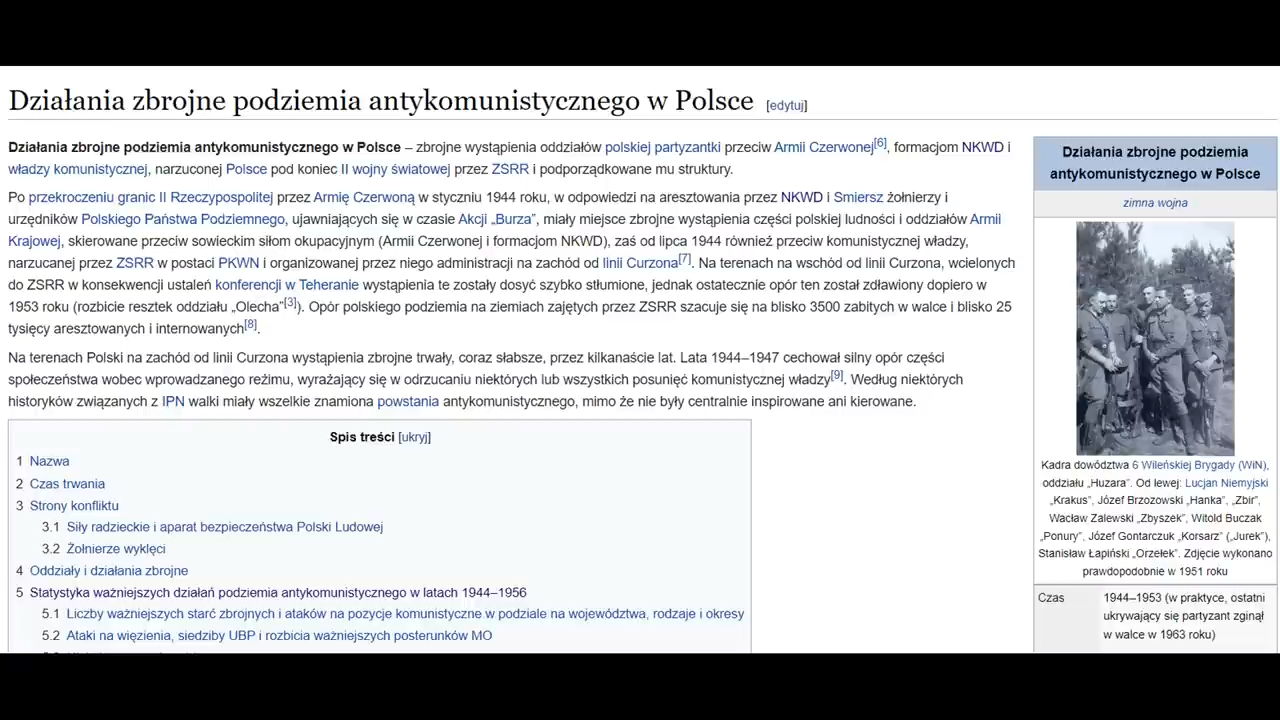 Działania zbrojne podziemia antykomunistycznego w Polsce [edytuj]
Działania zbrojne podziemia antykomunistycznego w Polsce – zbrojne wystąpienia oddziałów polskiej partyzantki przeciw Armii Czerwonej[6], formacjom NKWD i
władzy komunistycznej, narzuconej Polsce pod koniec II wojny światowej przez ZSRR i podporządkowane mu struktury.
Po przekroczeniu granic II Rzeczypospolitej przez Armię Czerwoną w styczniu 1944 roku, w odpowiedzi na aresztowania przez NKWD i Smiersz żołnierzy i
urzędników Polskiego Państwa Podziemnego, ujawniających się w czasie Akcji „Burza”, miały miejsce zbrojne wystąpienia części polskiej ludności i oddziałów Armii
Krajowej, skierowane przeciw sowieckim siłom okupacyjnym (Armii Czerwonej i formacjom NKWD), zaś od lipca 1944 również przeciw komunistycznej władzy,
narzucanej przez ZSRR w postaci PKWN i organizowanej przez niego administracji na zachód od linii Curzona[7]. Na terenach na wschód od linii Curzona, wcielonych
do ZSRR w konsekwencji ustaleń konferencji w Teheranie wystąpienia te zostały dosyć szybko stłumione, jednak ostatecznie opór ten został zdławiony dopiero w
1953 roku (rozbicie resztek oddziału „Olecha”[3]). Opór polskiego podziemia na ziemiach zajętych przez ZSRR szacuje się na blisko 3500 zabitych w walce i blisko 25
tysięcy aresztowanych i internowanych[8].
Na terenach Polski na zachód od linii Curzona wystąpienia zbrojne trwały, coraz słabsze, przez kilkanaście lat. Lata 1944–1947 cechował silny opór części
społeczeństwa wobec wprowadzanego reżimu, wyrażający się w odrzucaniu niektórych lub wszystkich posunięć komunistycznej władzy[9]. Według niektórych
historyków związanych z IPN walki miały wszelkie znamiona powstania antykomunistycznego, mimo że nie były centralnie inspirowane ani kierowane.
Spis treści [ukryj]
1 Nazwa
2 Czas trwania
3 Strony konfliktu
3.1 Siły radzieckie i aparat bezpieczeństwa Polski Ludowej
3.2 Żołnierze wyklęci
4 Oddziały i działania zbrojne
5 Statystyka ważniejszych działań podziemia antykomunistycznego w latach 1944–1956
5.1 Liczby ważniejszych starć zbrojnych i ataków na pozycje komunistyczne w podziale na województwa, rodzaje i okresy
5.2 Ataki na więzienia, siedziby UBP i rozbicia ważniejszych posterunków MO
Działania zbrojne podziemia
antykomunistycznego w Polsce
zimna wojna
Kadra dowództwa 6 Wileńskiej Brygady (WiN),
oddziału „Huzara”. Od lewej: Lucjan Niemyjski
„Krakus”, Józef Brzozowski „Hanka”, „Zbir”,
Wacław Zalewski „Zbyszek”, Witold Buczak
„Ponury”, Józef Gontarczuk „Korsarz” („Jurek”),
Stanisław Łapiński „Orzełek”. Zdjęcie wykonano
prawdopodobnie w 1951 roku
Czas 1944–1953 (w praktyce, ostatni
ukrywający się partyzant zginął
w walce w 1963 roku)